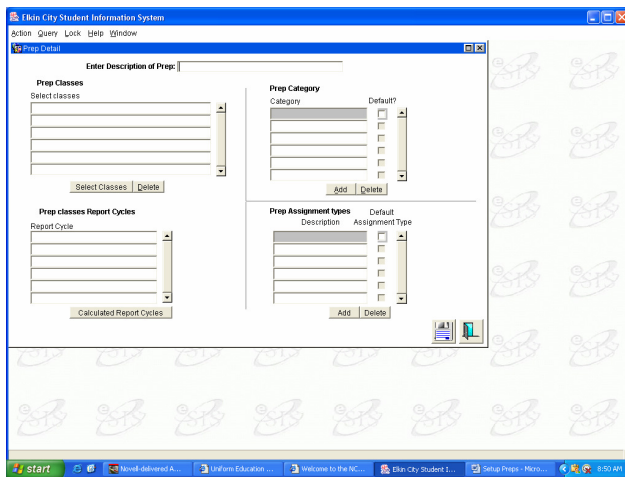 Elkin City Student Information System
Action Query Lock Help Window
Prep Detail
Enter Description of Prep:
Prep Classes
Select classes
Select Classes Delete
Prep Category
Category Default?
Add Delete
Prep classes Report Cycles
Report Cycle
Calculated Report Cycles
Prep Assignment types Default
Description Assignment Type
Add Delete
eSIS
start Novell-delivered A... Uniform Education ... Welcome to the NC... Elkin City Student I... Setup Preps - Micro... 8:50 AM